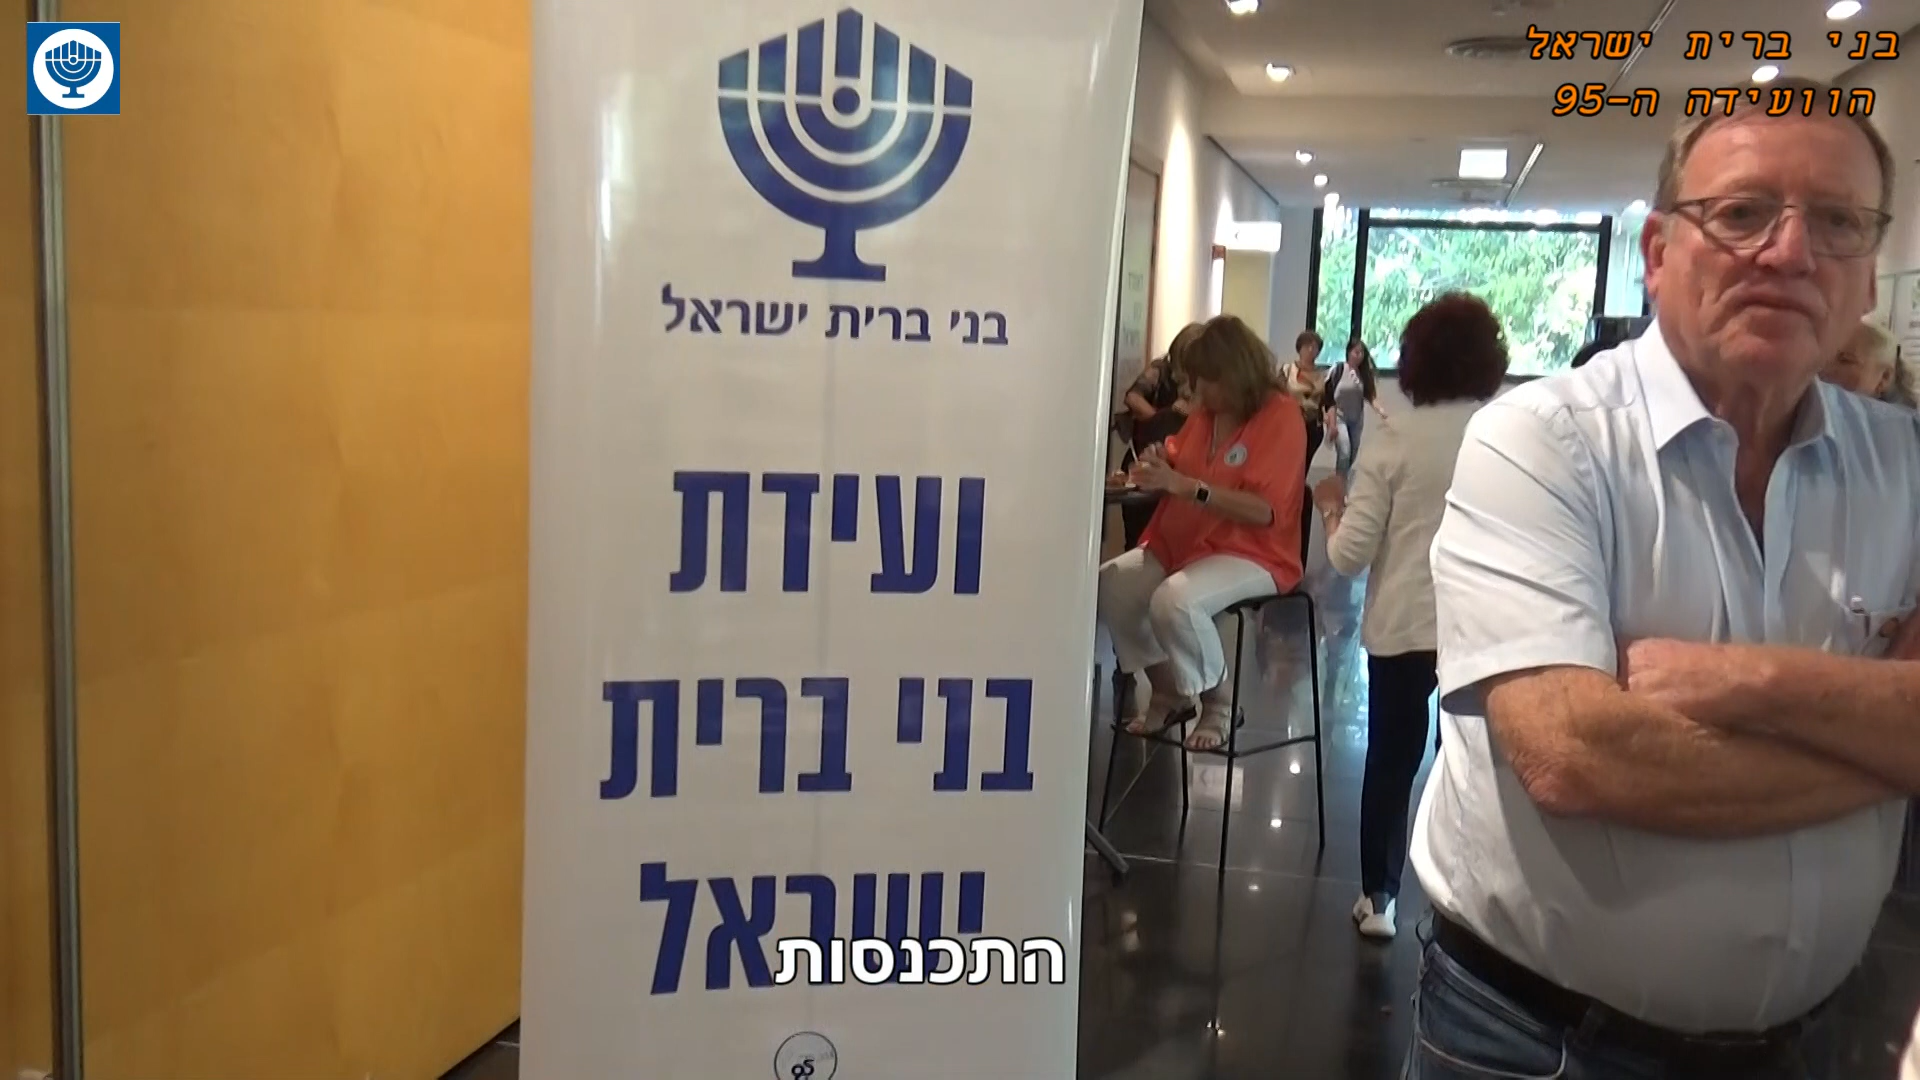 בני ברית ישראל
הוועידה ה-95
בני ברית ישראל
ועידת
בני ברית
ישראל
התכנסות